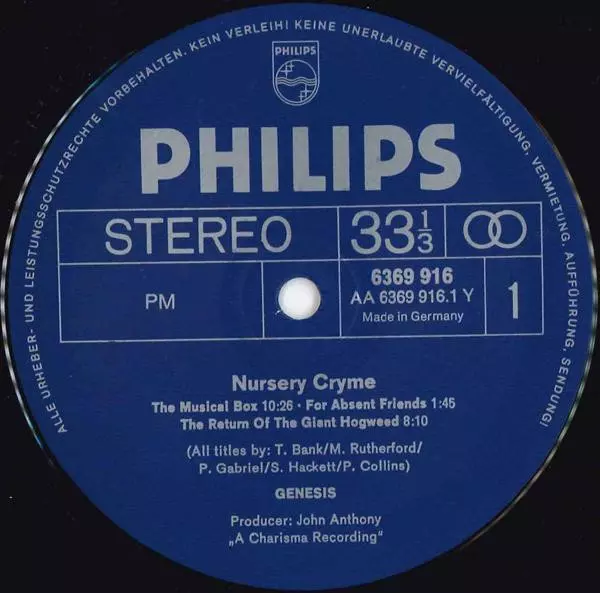 ALLE URHEBER- UND LEISTUNGSSCHUTZRECHTE VORBEHALTEN. KEIN VERLEIH! KEINE UNERLAUBTE VERVIELFÄLTIGUNG, VERMIETUNG, AUFFÜHRUNG, SENDUNG!
PHILIPS
PHILIPS
STEREO 33 1/3
PM 6369 916
AA 6369 916.1 Y
Made in Germany
1
Nursery Cryme
The Musical Box 10:26 · For Absent Friends 1:45
The Return Of The Giant Hogweed 8:10
(All titles by: T. Bank/M. Rutherford/
P. Gabriel/S. Hackett/P. Collins)
GENESIS
Producer: John Anthony
„A Charisma Recording"